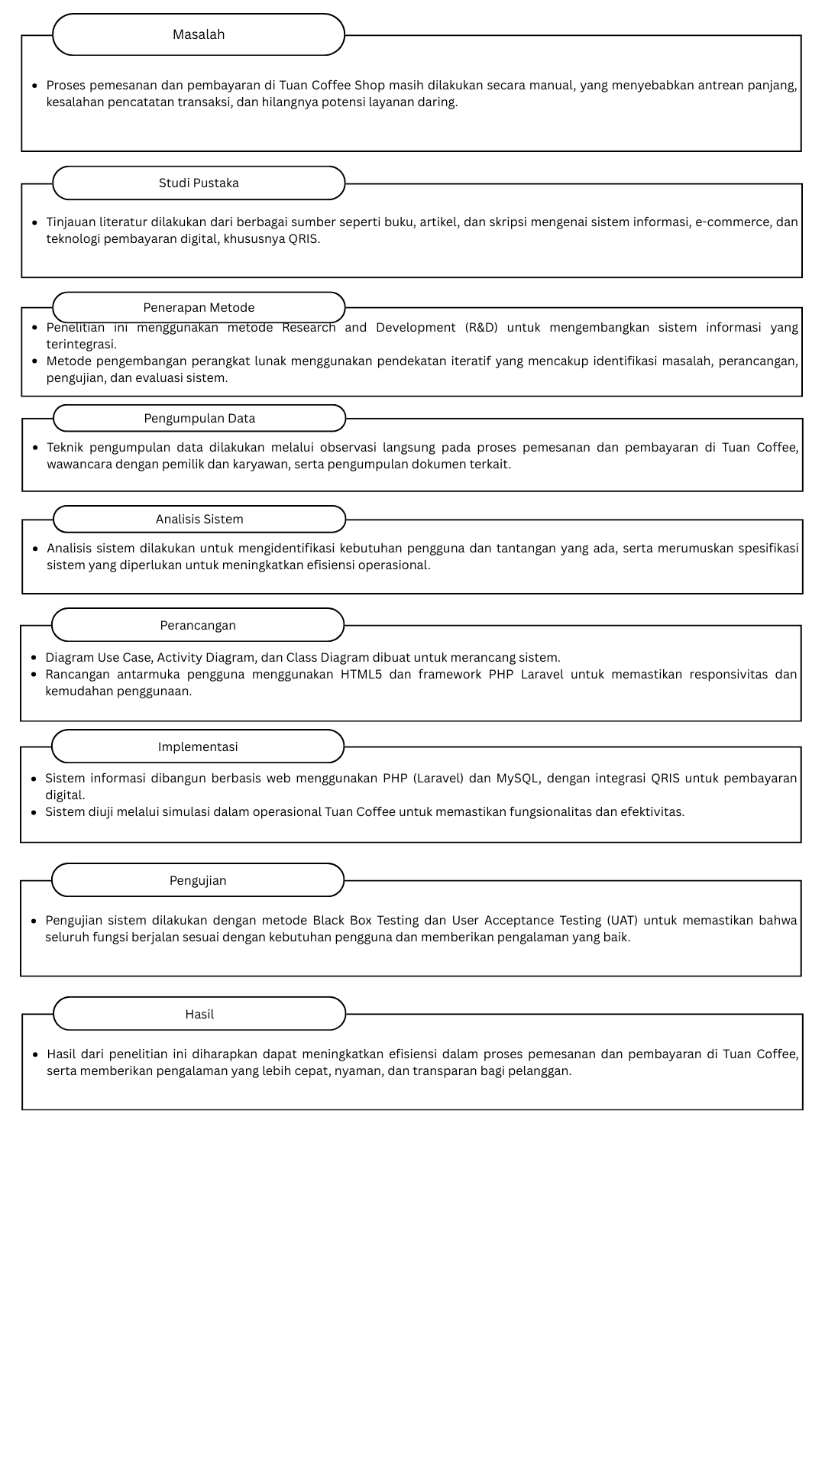 Masalah
Proses pemesanan dan pembayaran di Tuan Coffee Shop masih dilakukan secara manual, yang menyebabkan antrean panjang,
kesalahan pencatatan transaksi, dan hilangnya potensi layanan daring.
Studi Pustaka
Tinjauan literatur dilakukan dari berbagai sumber seperti buku, artikel, dan skripsi mengenai sistem informasi, e-commerce, dan
teknologi pembayaran digital, khususnya QRIS.
Penerapan Metode
Penelitian ini menggunakan metode Research and Development (R&D) untuk mengembangkan sistem informasi yang
terintegrasi.
Metode pengembangan perangkat lunak menggunakan pendekatan iteratif yang mencakup identifikasi masalah, perancangan,
pengujian, dan evaluasi sistem.
Pengumpulan Data
Teknik pengumpulan data dilakukan melalui observasi langsung pada proses pemesanan dan pembayaran di Tuan Coffee,
wawancara dengan pemilik dan karyawan, serta pengumpulan dokumen terkait.
Analisis Sistem
Analisis sistem dilakukan untuk mengidentifikasi kebutuhan pengguna dan tantangan yang ada, serta merumuskan spesifikasi
sistem yang diperlukan untuk meningkatkan efisiensi operasional.
Perancangan
Diagram Use Case, Activity Diagram, dan Class Diagram dibuat untuk merancang sistem.
Rancangan antarmuka pengguna menggunakan HTML5 dan framework PHP Laravel untuk memastikan responsivitas dan
kemudahan penggunaan.
Implementasi
Sistem informasi dibangun berbasis web menggunakan PHP (Laravel) dan MySQL, dengan integrasi QRIS untuk pembayaran
digital.
Sistem diuji melalui simulasi dalam operasional Tuan Coffee untuk memastikan fungsionalitas dan efektivitas.
Pengujian
Pengujian sistem dilakukan dengan metode Black Box Testing dan User Acceptance Testing (UAT) untuk memastikan bahwa
seluruh fungsi berjalan sesuai dengan kebutuhan pengguna dan memberikan pengalaman yang baik.
Hasil
Hasil dari penelitian ini diharapkan dapat meningkatkan efisiensi dalam proses pemesanan dan pembayaran di Tuan Coffee,
serta memberikan pengalaman yang lebih cepat, nyaman, dan transparan bagi pelanggan.